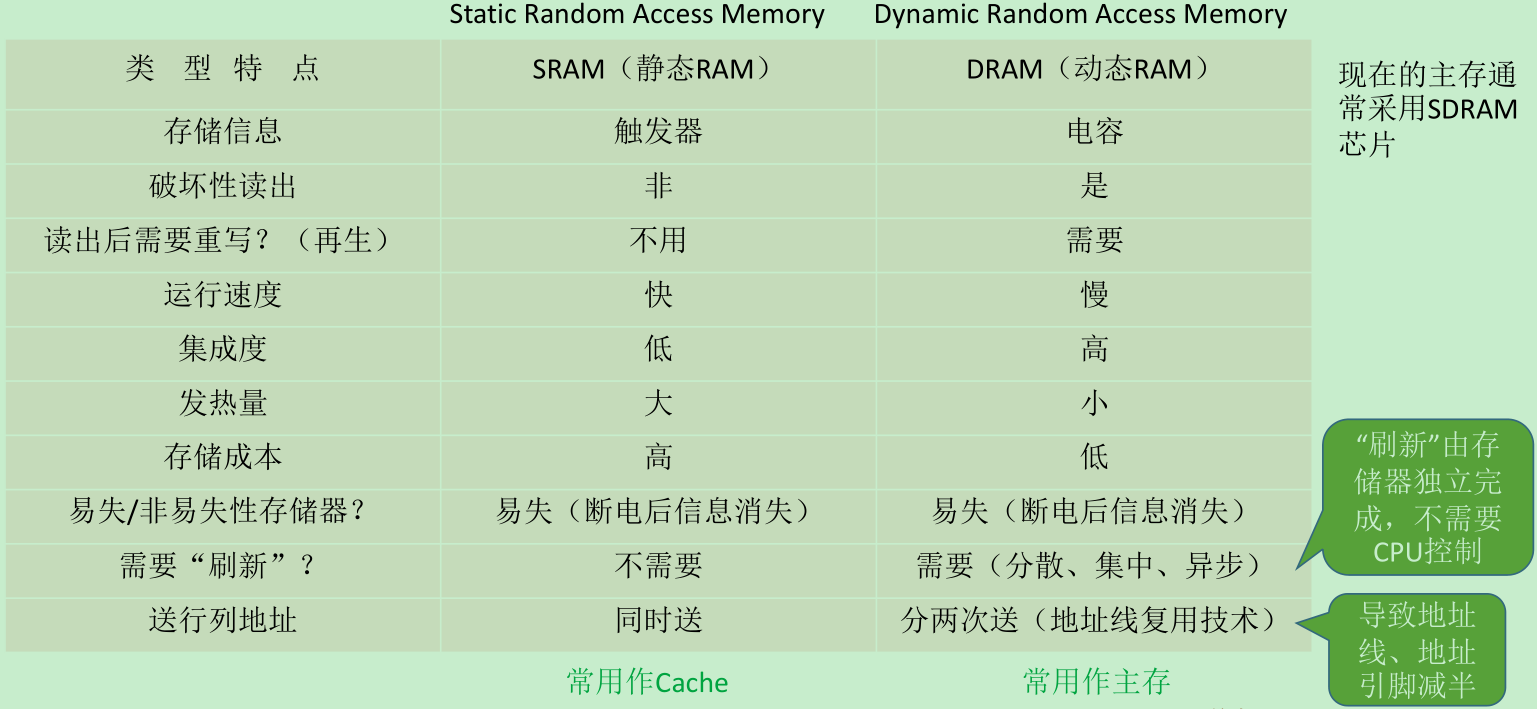 Static Random Access Memory Dynamic Random Access Memory
类 型 特 点 SRAM（静态RAM） DRAM（动态RAM）
现在的主存通
常采用SDRAM
芯片
存储信息 触发器 电容
破坏性读出 非 是
读出后需要重写？（再生） 不用 需要
运行速度 快 慢
集成度 低 高
发热量 大 小
存储成本 高 低
易失/非易失性存储器？ 易失（断电后信息消失） 易失（断电后信息消失）
需要“刷新”？ 不需要 需要（分散、集中、异步）
“刷新”由存
储器独立完
成，不需要
CPU控制
送行列地址 同时送 分两次送（地址线复用技术）
导致地址
线、地址
引脚减半
常用作Cache 常用作主存